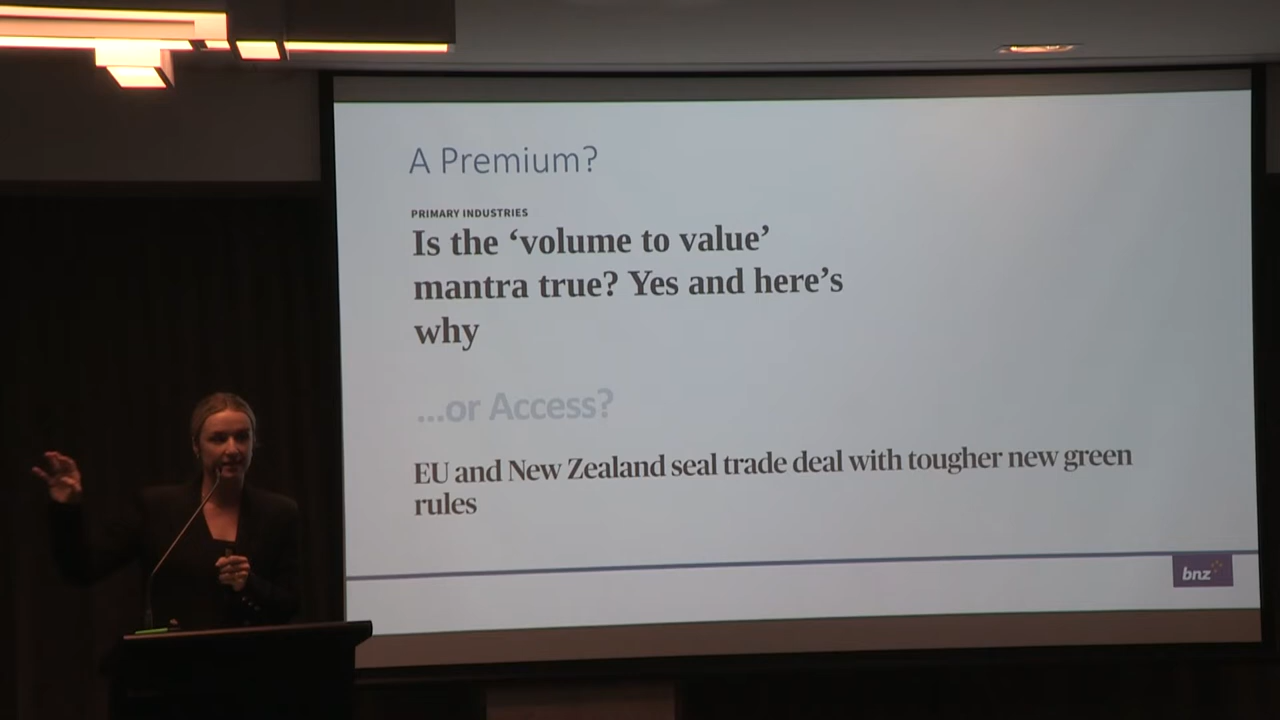 A Premium?
PRIMARY INDUSTRIES
Is the ‘volume to value’
mantra true? Yes and here’s
why
...or Access?
EU and New Zealand seal trade deal with tougher new green
rules
bnz